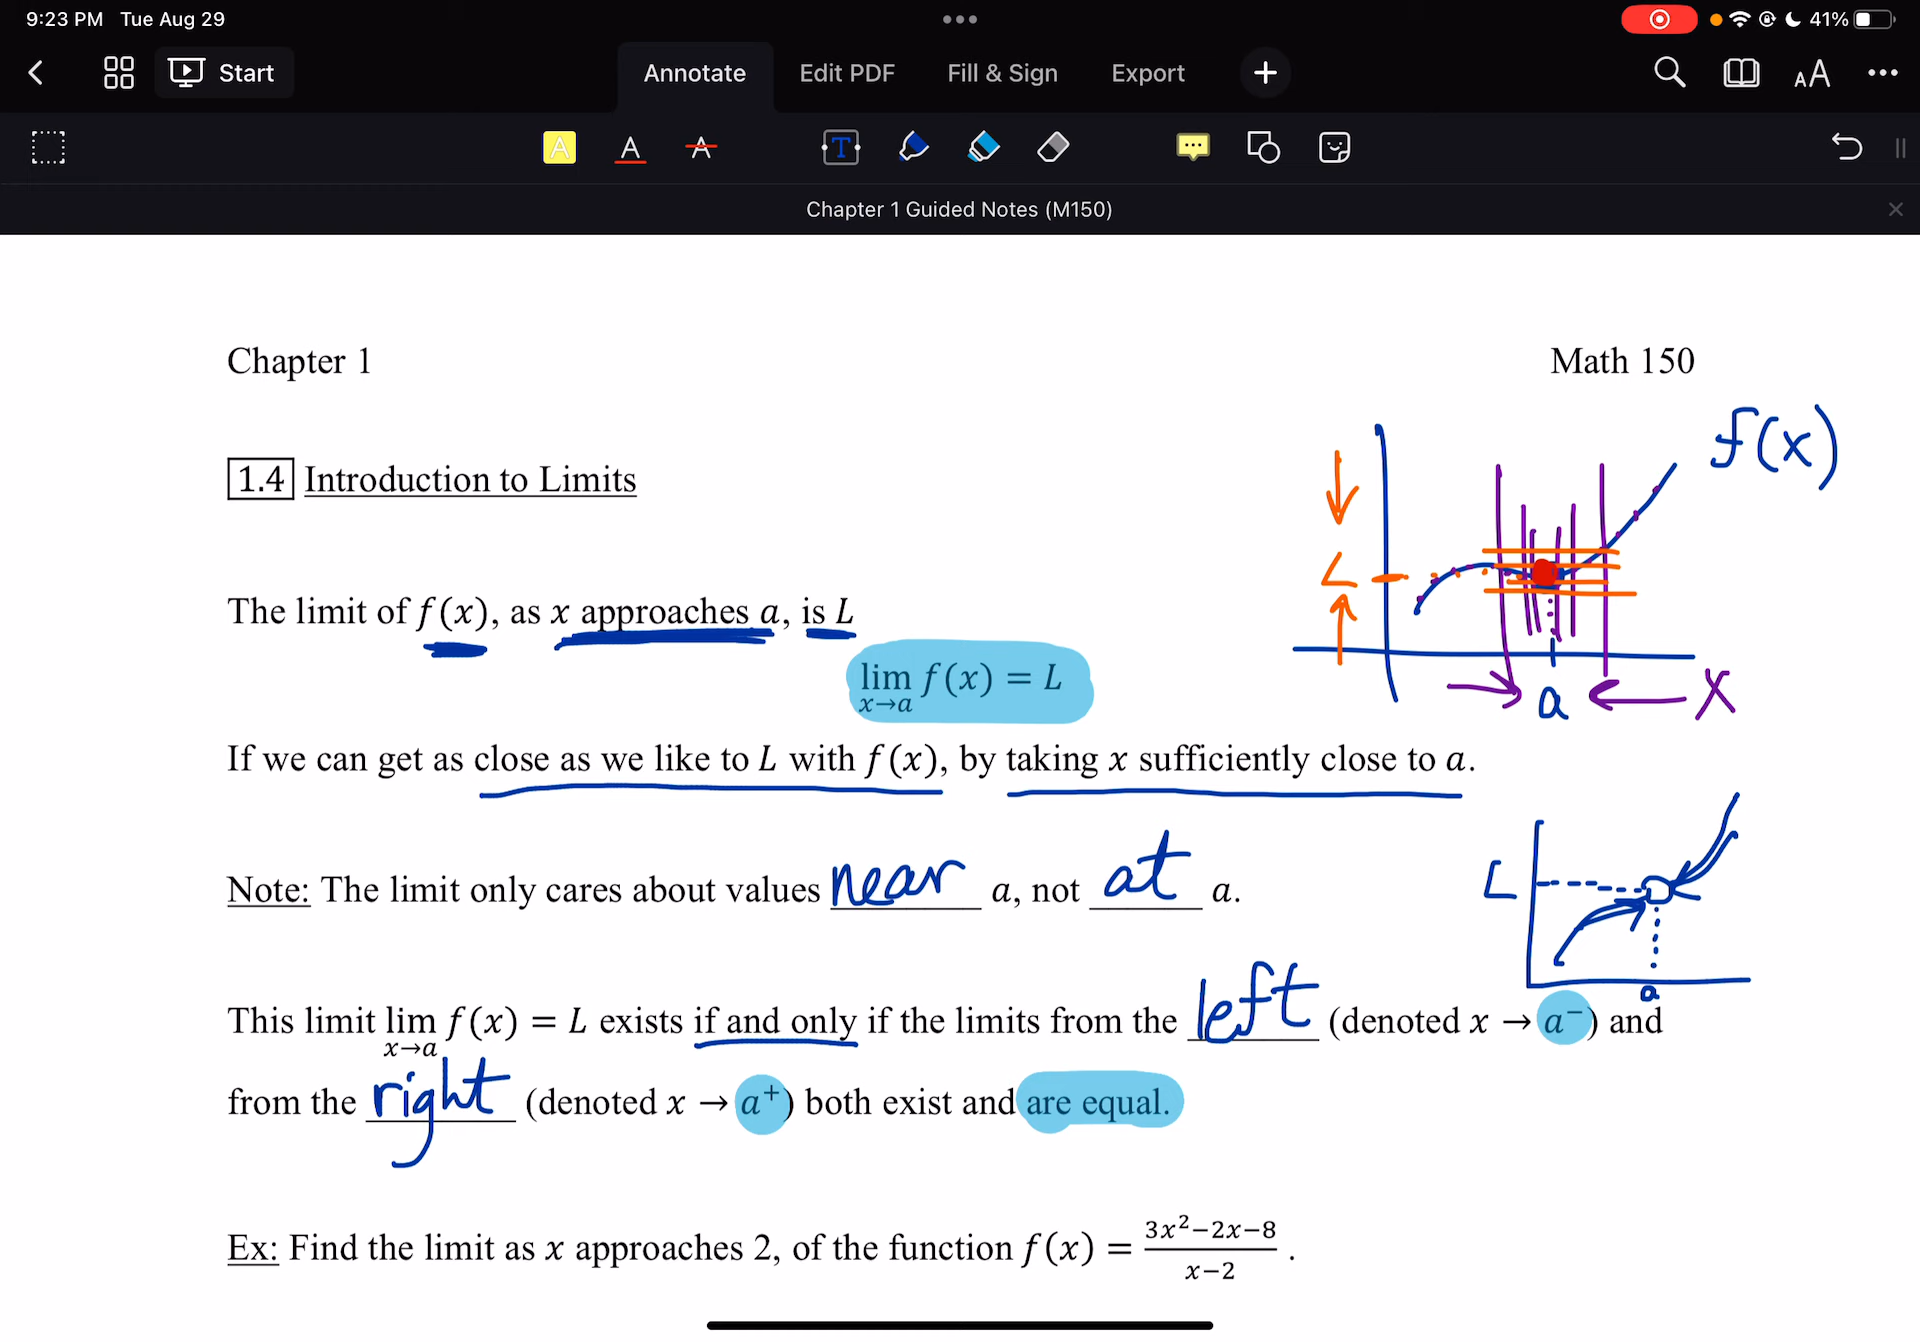 9:23 PM Tue Aug 29 41%
Start Annotate Edit PDF Fill & Sign Export AA
A A A T
Chapter 1 Guided Notes (M150)
Chapter 1 Math 150
f(x)
1.4 Introduction to Limits
L
The limit of f(x), as x approaches a, is L
lim f(x) = L
x→a
a X
If we can get as close as we like to L with f(x), by taking x sufficiently close to a.
Note: The limit only cares about values near a, not at a.
L
a
This limit lim f(x) = L exists if and only if the limits from the left (denoted x → a⁻) and
x→a
from the right (denoted x → a⁺) both exist and are equal.
Ex: Find the limit as x approaches 2, of the function f(x) = 3x²−2x−8 / x−2 .